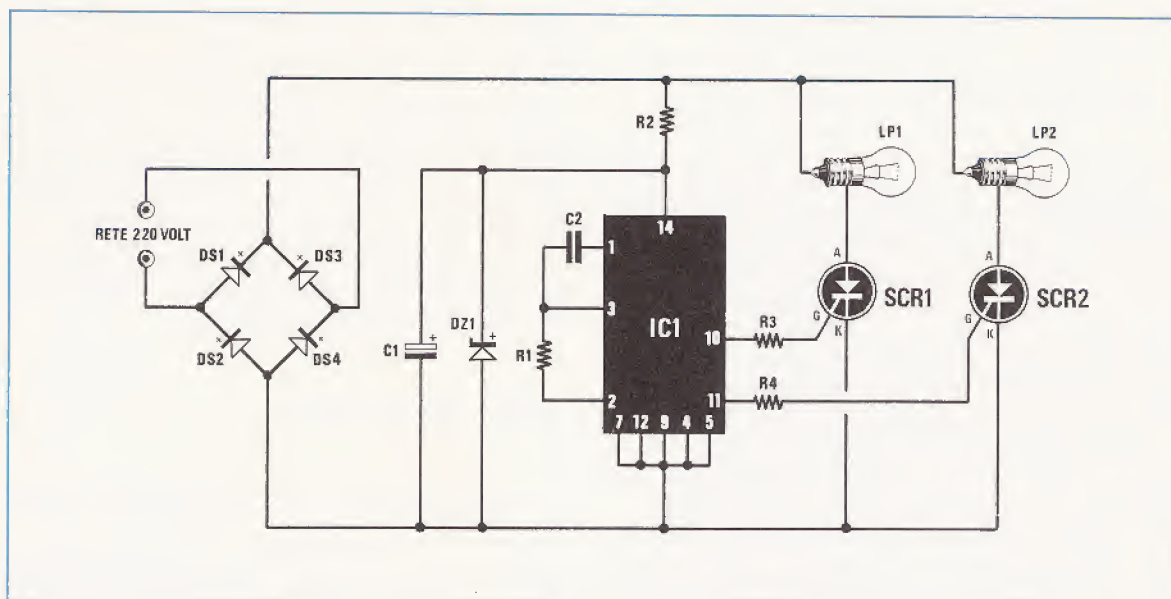 R2
LP1
LP2
RETE 220 VOLT
DS1
DS3
DS2
DS4
C1
DZ1
C2
R1
14
1
3
2
IC1
10
11
7 12 9 4 5
R3
R4
A
G
K
SCR1
A
G
K
SCR2
+
+